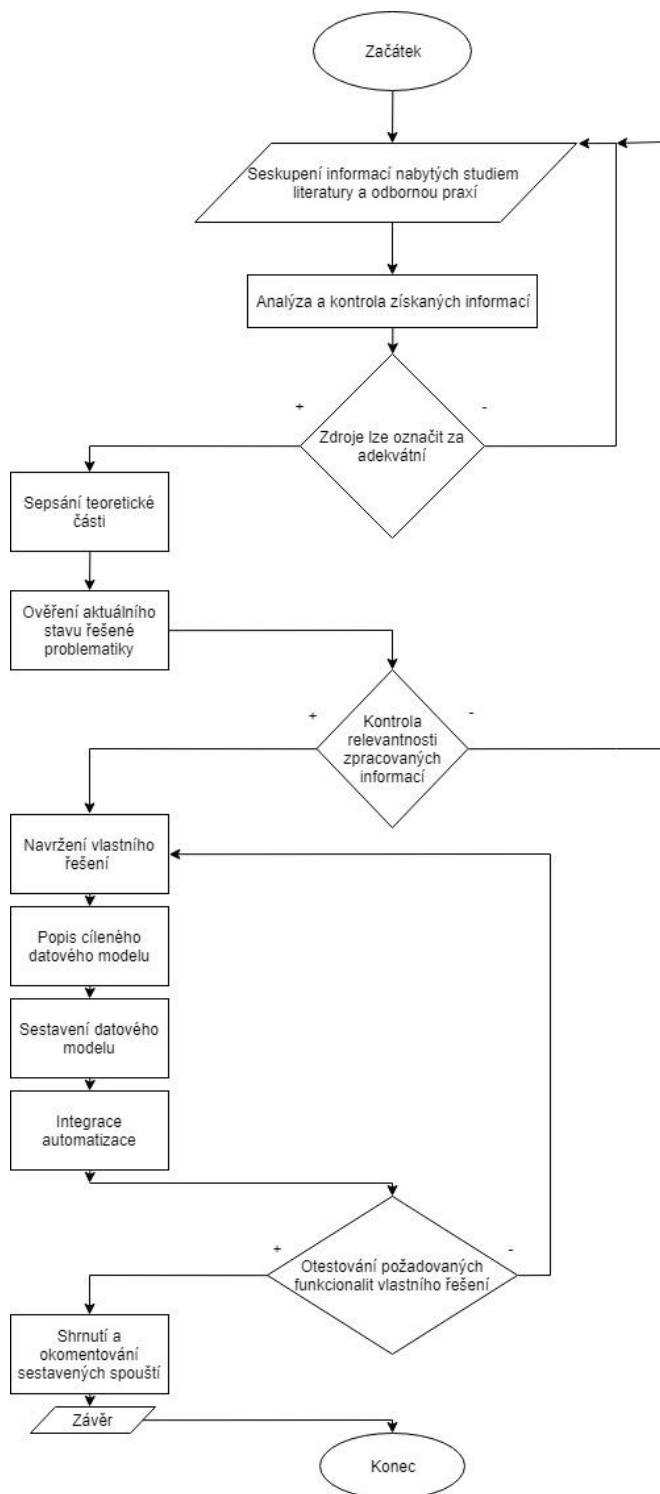 Začátek
Seskupení informací nabytých studiem
literatury a odbornou praxí
Analýza a kontrola získaných informací
+
-
Zdroje lze označit za
adekvátní
Sepsání teoretické
části
Ověření aktuálního
stavu řešené
problematiky
+
-
Kontrola
relevantnosti
zpracovaných
informací
Navržení vlastního
řešení
Popis cíleného
datového modelu
Sestavení datového
modelu
Integrace
automatizace
+
-
Otestování požadovaných
funkcionalit vlastního řešení
Shrnutí a
okomentování
sestavených spouští
Závěr
Konec